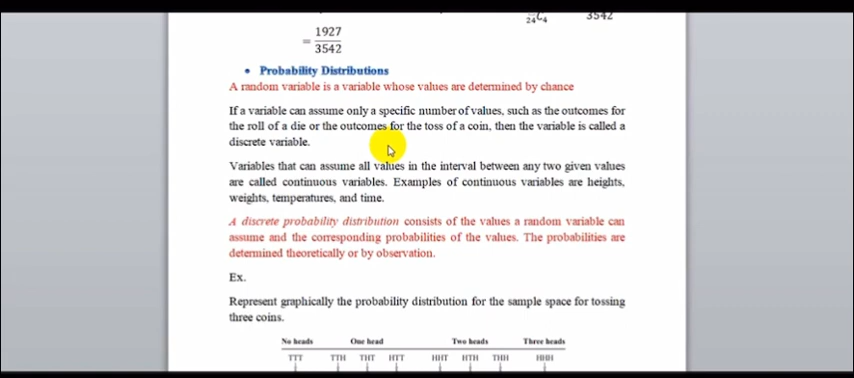 24C4 3542
= 1927/3542
• Probability Distributions
A random variable is a variable whose values are determined by chance
If a variable can assume only a specific number of values, such as the outcomes for
the roll of a die or the outcomes for the toss of a coin, then the variable is called a
discrete variable.
Variables that can assume all values in the interval between any two given values
are called continuous variables. Examples of continuous variables are heights,
weights, temperatures, and time.
A discrete probability distribution consists of the values a random variable can
assume and the corresponding probabilities of the values. The probabilities are
determined theoretically or by observation.
Ex.
Represent graphically the probability distribution for the sample space for tossing
three coins.
No heads One head Two heads Three heads
TTT TTH THT HTT HHT HTH THH HHH